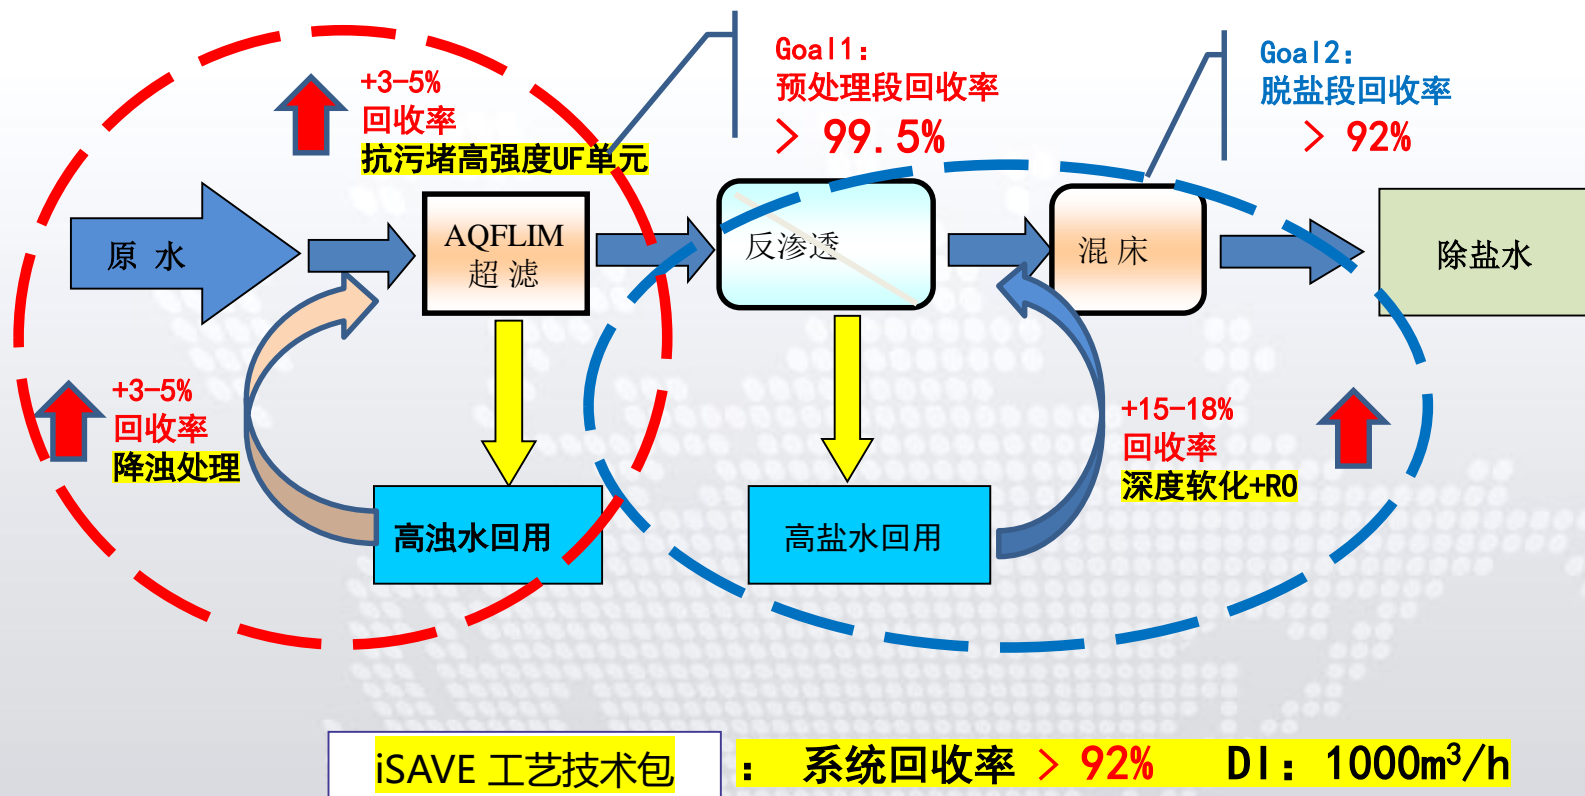 Goal1:
预处理段回收率
> 99.5%
Goal2:
脱盐段回收率
> 92%
+3-5%
回收率
抗污堵高强度UF单元
原 水
AQFLIM
超 滤
反渗透
混 床
除盐水
+3-5%
回收率
降浊处理
+15-18%
回收率
深度软化+RO
高浊水回用
高盐水回用
iSAVE 工艺技术包 : 系统回收率 > 92% DI: 1000m³/h